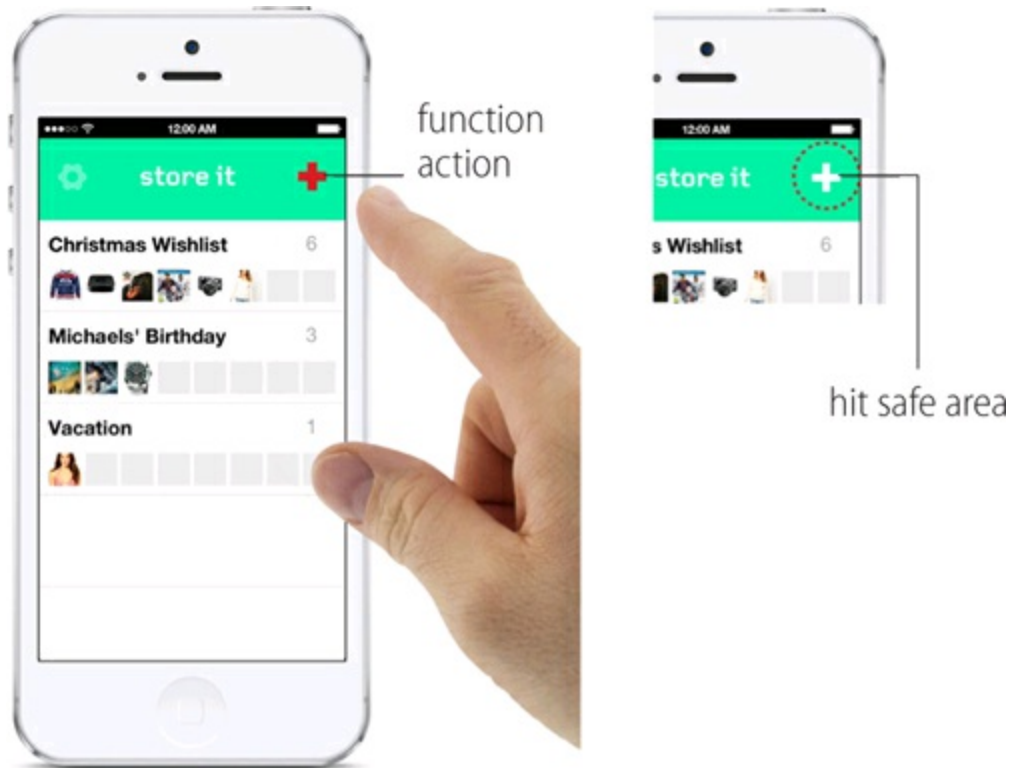 12:00 AM
store it
function
action
Christmas Wishlist 6
Michaels' Birthday 3
Vacation 1
12:00 AM
store it
s Wishlist 6
hit safe area